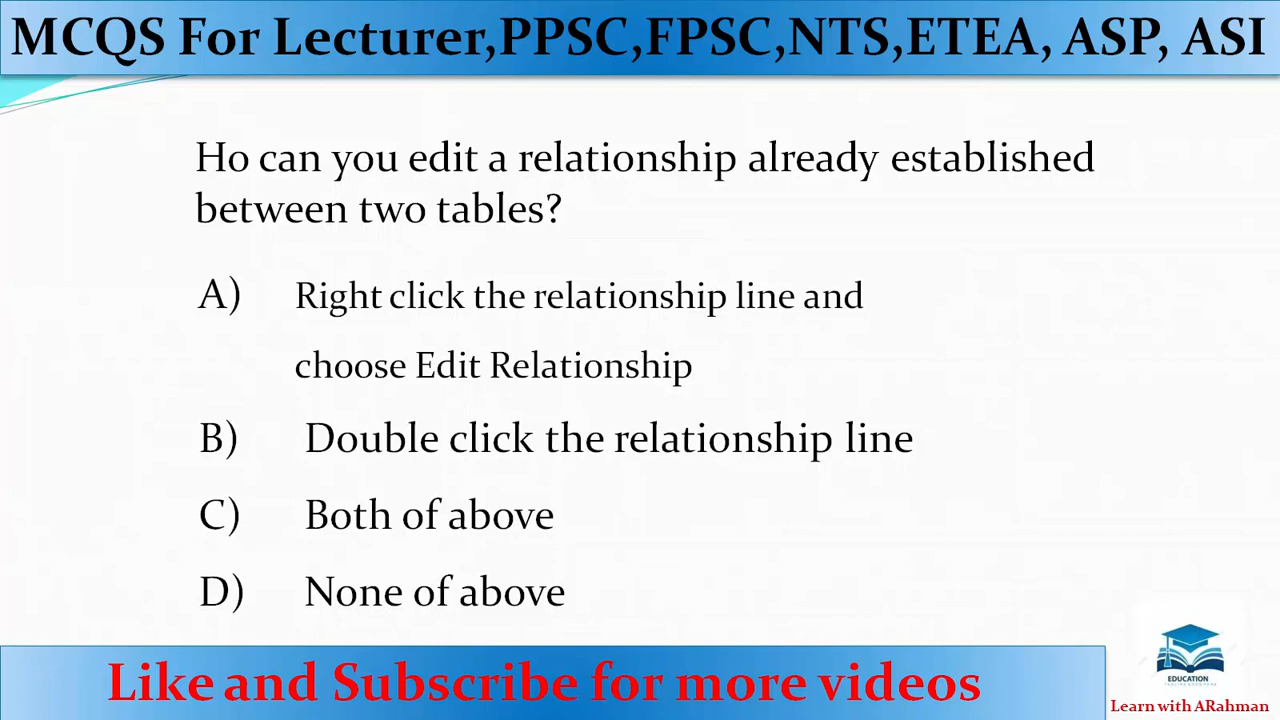 MCQS For Lecturer,PPSC,FPSC,NTS,ETEA, ASP, ASI
Ho can you edit a relationship already established
between two tables?
A) Right click the relationship line and
choose Edit Relationship
B) Double click the relationship line
C) Both of above
D) None of above
Like and Subscribe for more videos
EDUCATION
Learn with ARahman